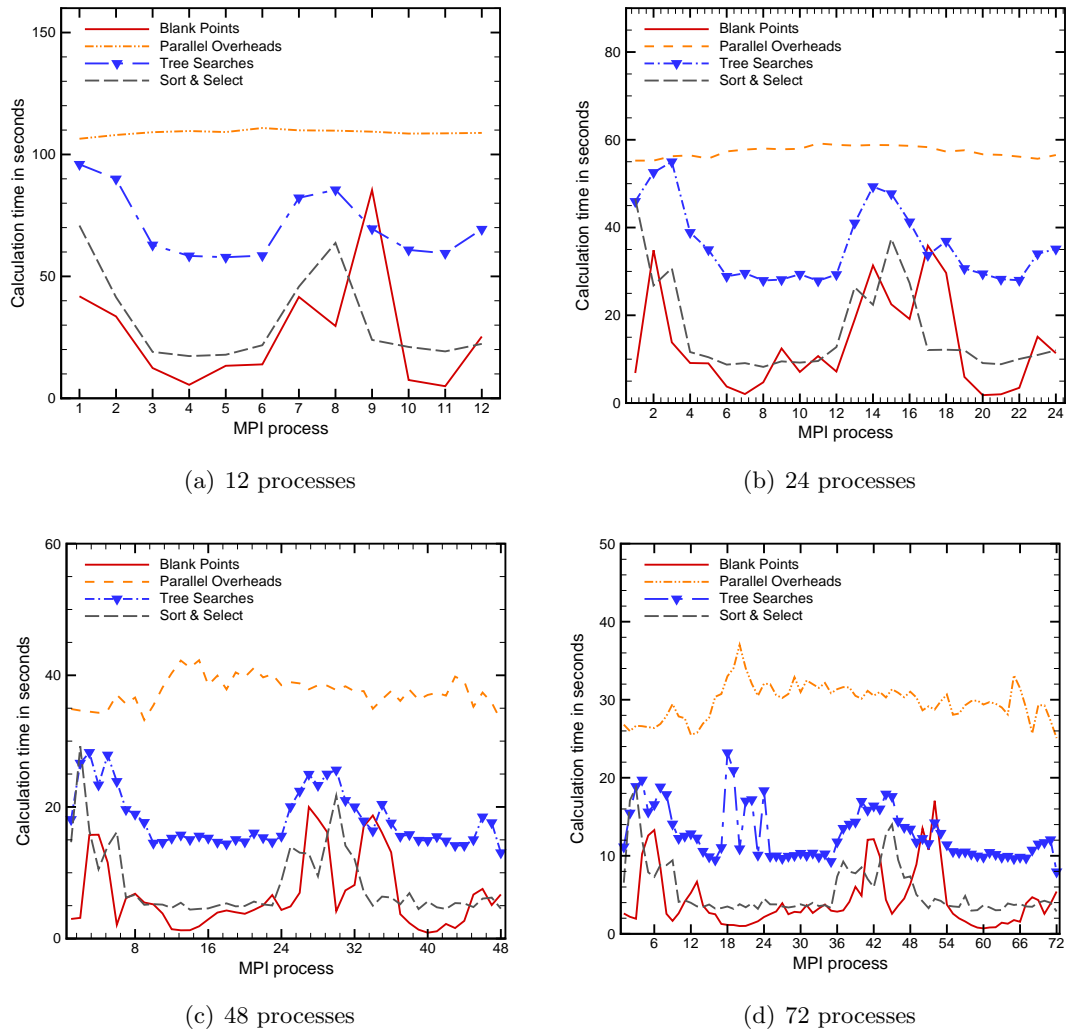 Calculation time in seconds
150
100
50
0
Blank Points
Parallel Overheads
Tree Searches
Sort & Select
1 2 3 4 5 6 7 8 9 10 11 12
MPI process
(a) 12 processes
Calculation time in seconds
80
60
40
20
0
Blank Points
Parallel Overheads
Tree Searches
Sort & Select
2 4 6 8 10 12 14 16 18 20 22 24
MPI process
(b) 24 processes
Calculation time in seconds
60
40
20
0
Blank Points
Parallel Overheads
Tree Searches
Sort & Select
8 16 24 32 40 48
MPI process
(c) 48 processes
Calculation time in seconds
50
40
30
20
10
0
Blank Points
Parallel Overheads
Tree Searches
Sort & Select
6 12 18 24 30 36 42 48 54 60 66 72
MPI process
(d) 72 processes